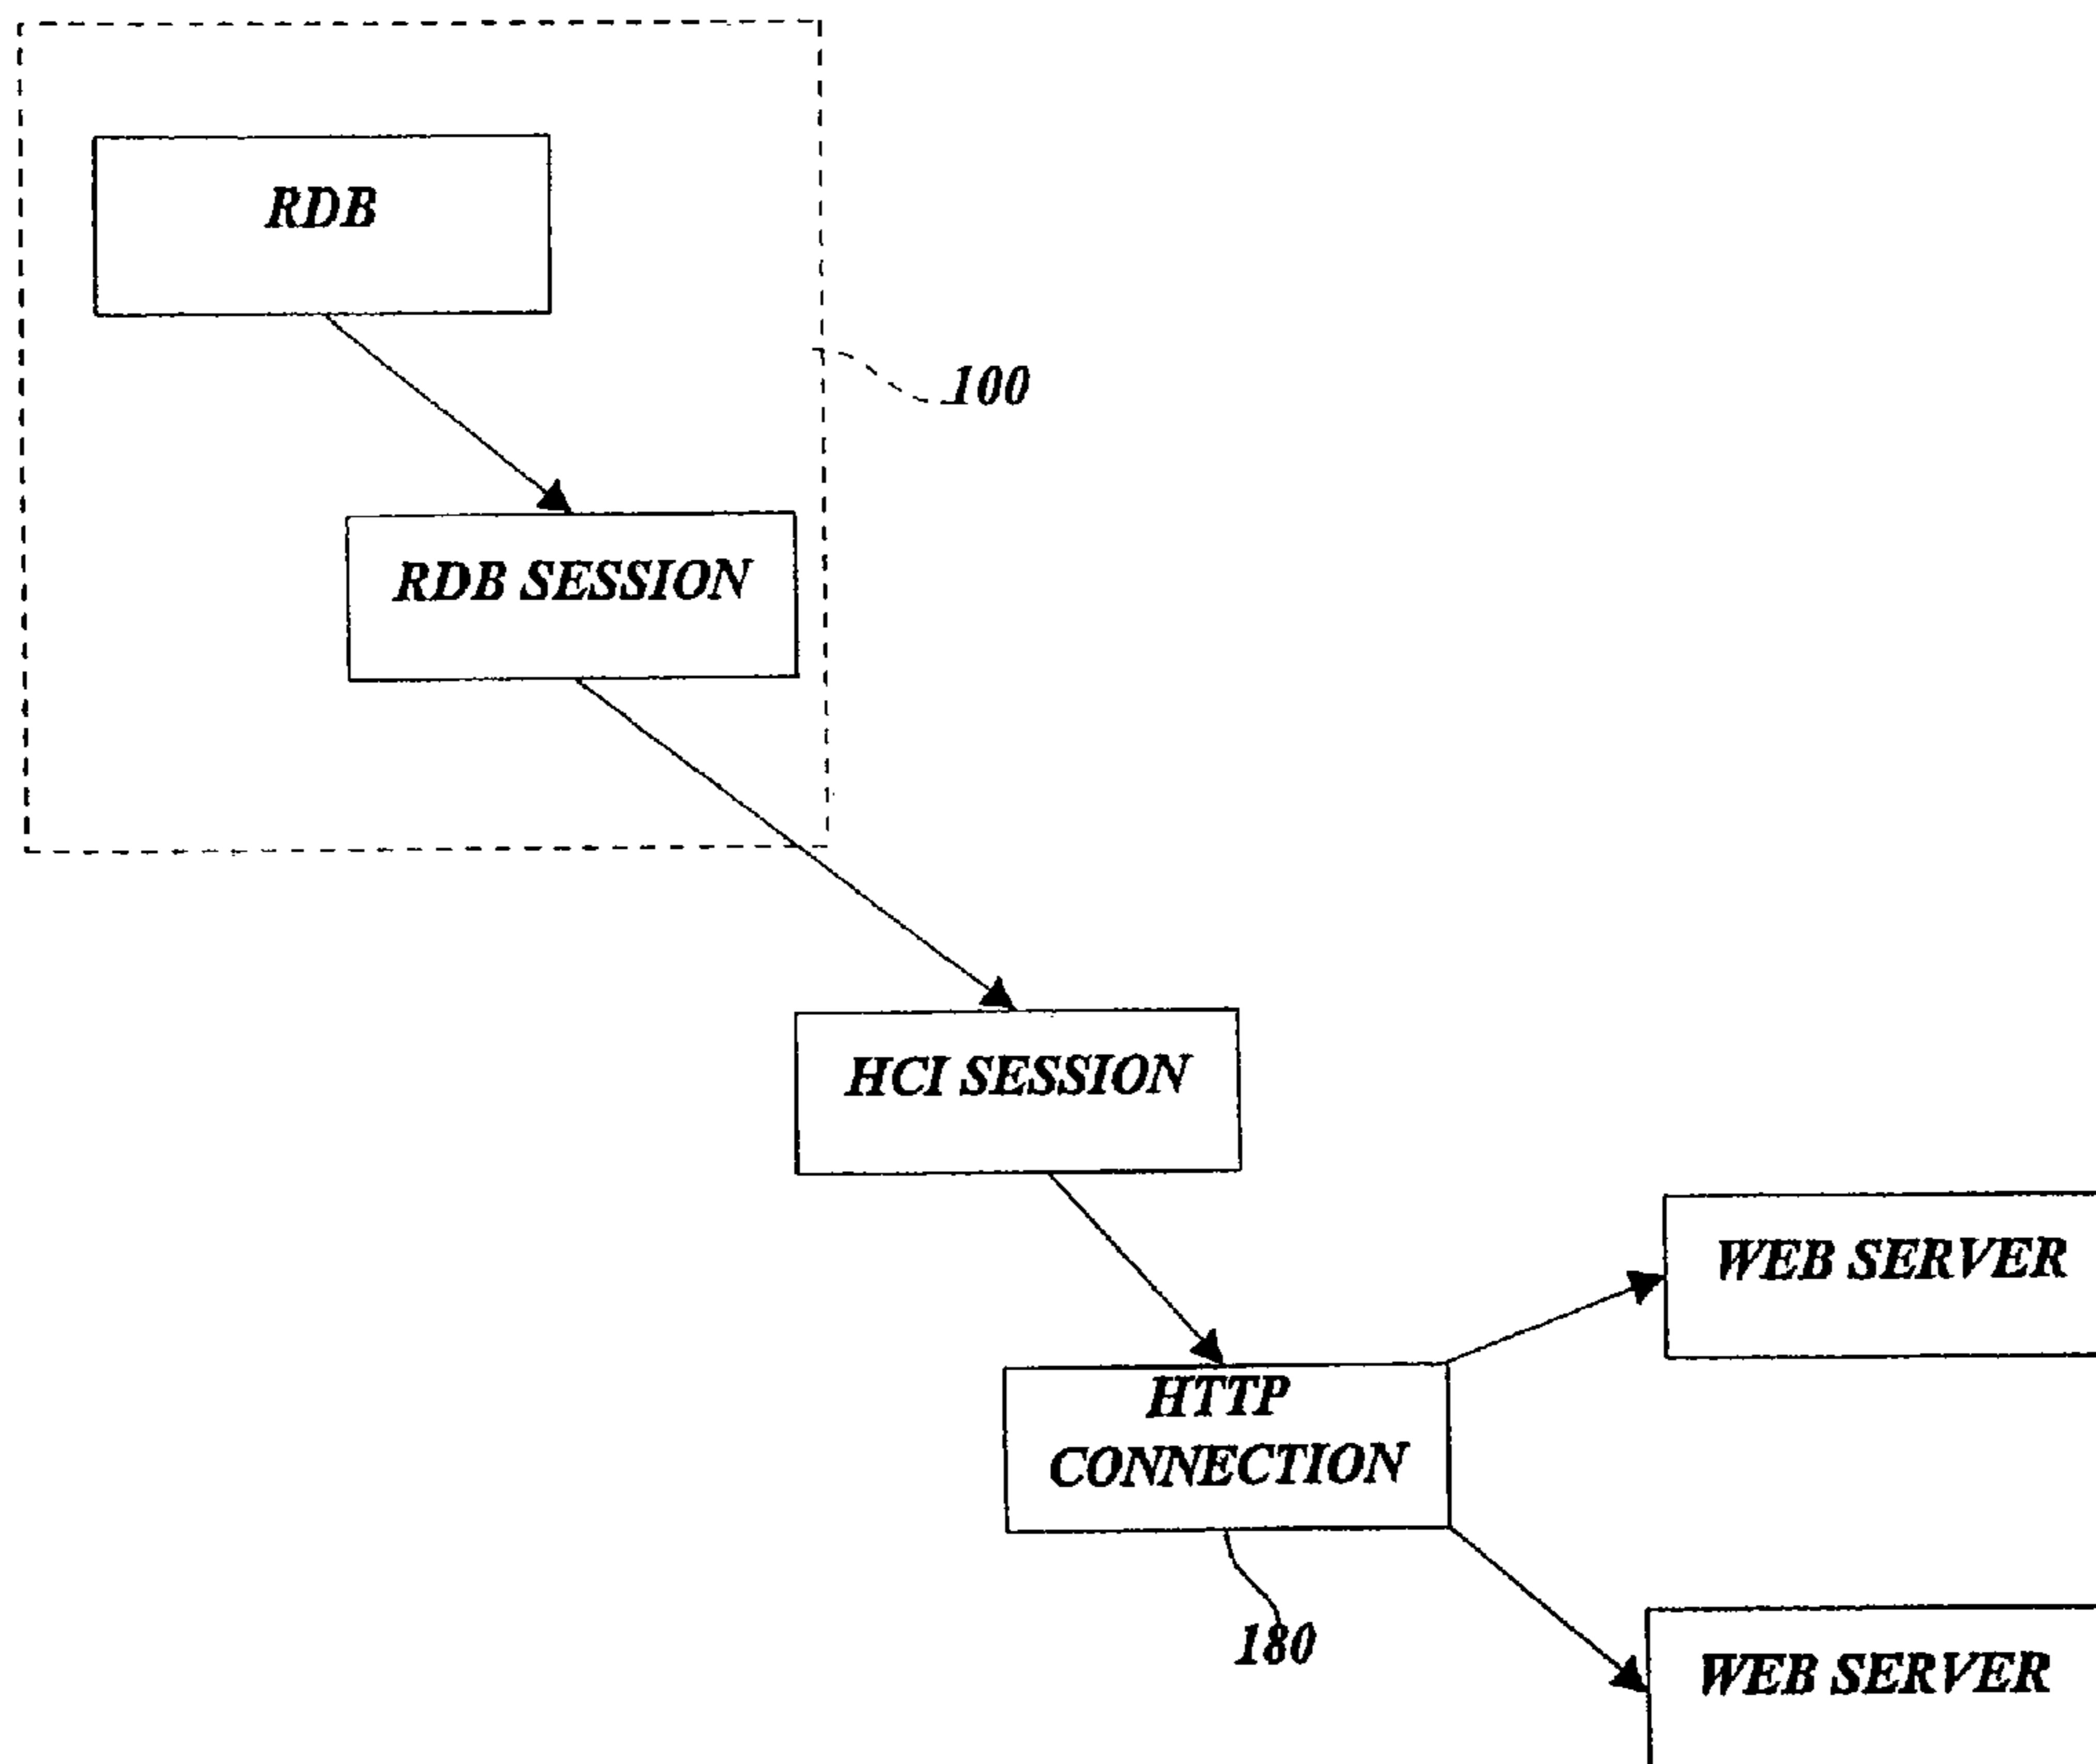 RDB
100
RDB SESSION
HCI SESSION
WEB SERVER
HTTP
CONNECTION
180
WEB SERVER